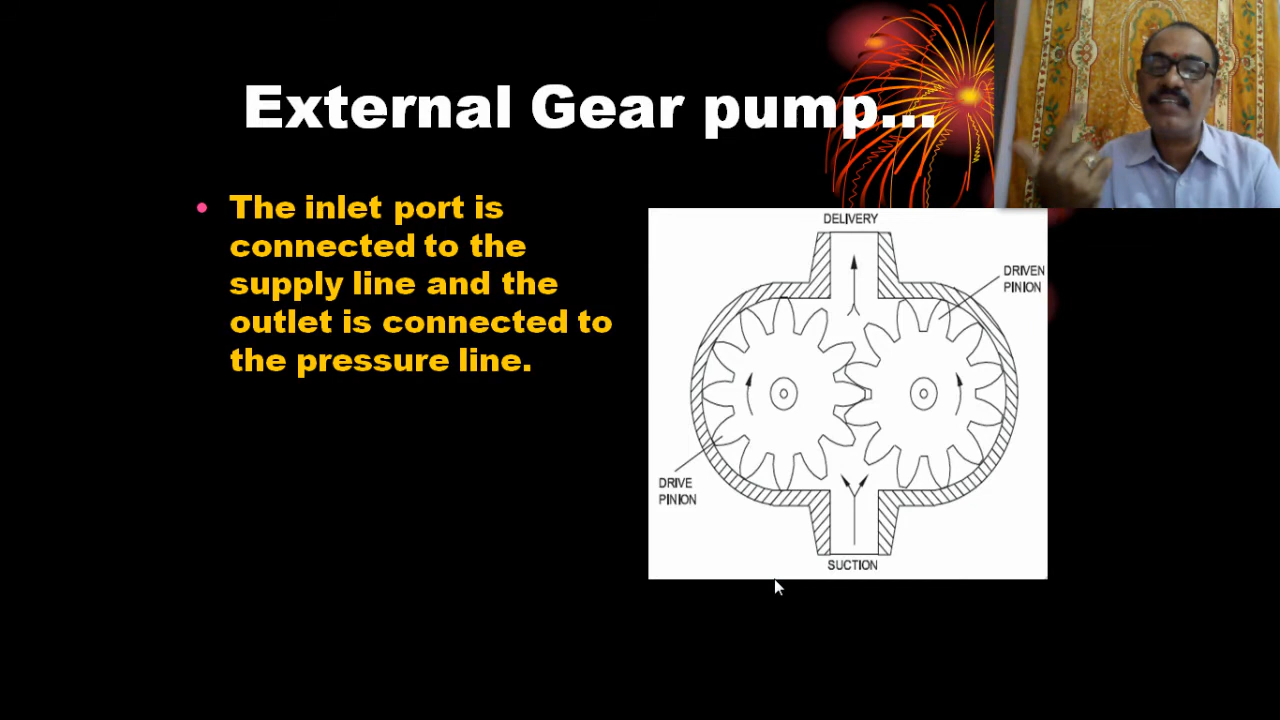 External Gear pump...
• The inlet port is
connected to the
supply line and the
outlet is connected to
the pressure line.
DELIVERY
DRIVEN
PINION
DRIVE
PINION
SUCTION